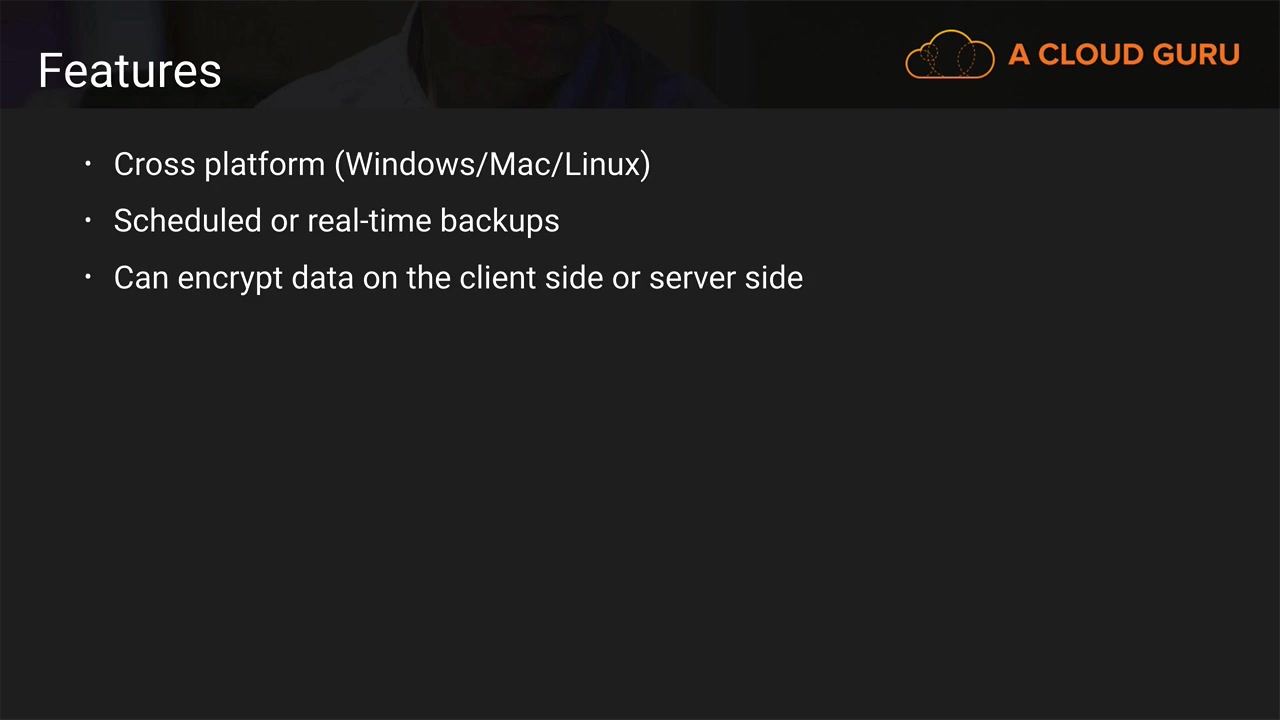 Features
A CLOUD GURU
· Cross platform (Windows/Mac/Linux)
· Scheduled or real-time backups
· Can encrypt data on the client side or server side